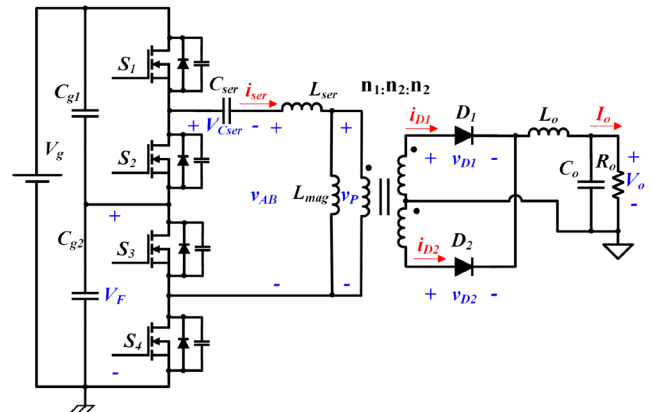 S1
Cser
iser
Lser
n1:n2:n2
Cg1
+ VCser -
+
+
iD1
D1
Lo
Io
Vg
S2
+ vD1 -
Co
Ro
+
Vo
-
vAB
Lmag
vP
+
Cg2
S3
iD2
D2
VF
-
-
+ vD2 -
S4
-